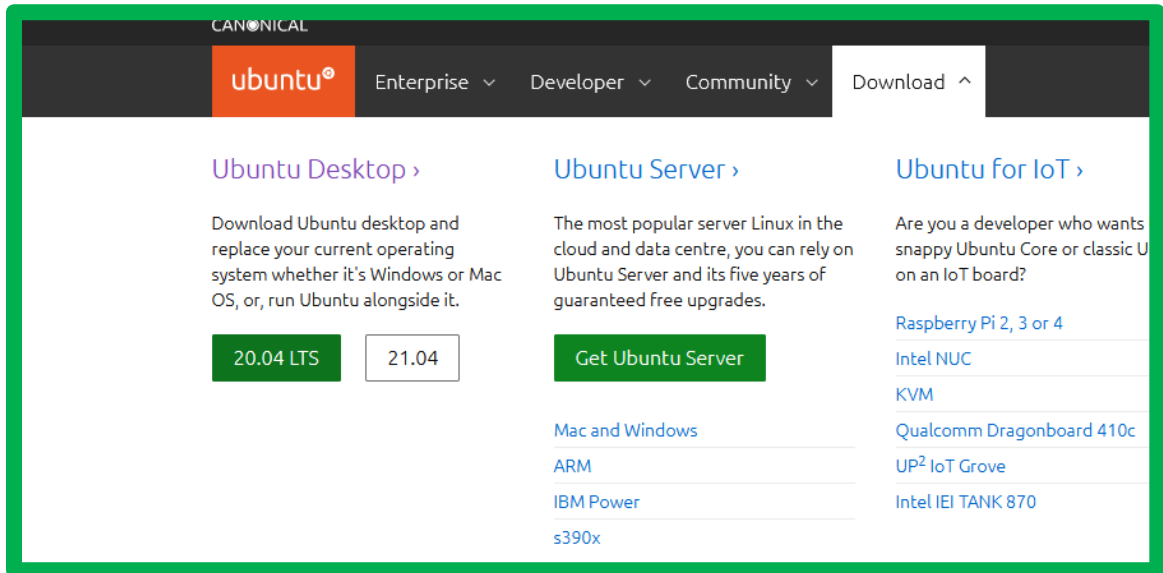 CANONICAL
ubuntu Enterprise Developer Community Download
Ubuntu Desktop ›
Download Ubuntu desktop and
replace your current operating
system whether it's Windows or Mac
OS, or, run Ubuntu alongside it.
20.04 LTS 21.04
Ubuntu Server ›
The most popular server Linux in the
cloud and data centre, you can rely on
Ubuntu Server and its five years of
guaranteed free upgrades.
Get Ubuntu Server
Mac and Windows
ARM
IBM Power
s390x
Ubuntu for IoT ›
Are you a developer who wants
snappy Ubuntu Core or classic U
on an IoT board?
Raspberry Pi 2, 3 or 4
Intel NUC
KVM
Qualcomm Dragonboard 410c
UP² IoT Grove
Intel IEI TANK 870